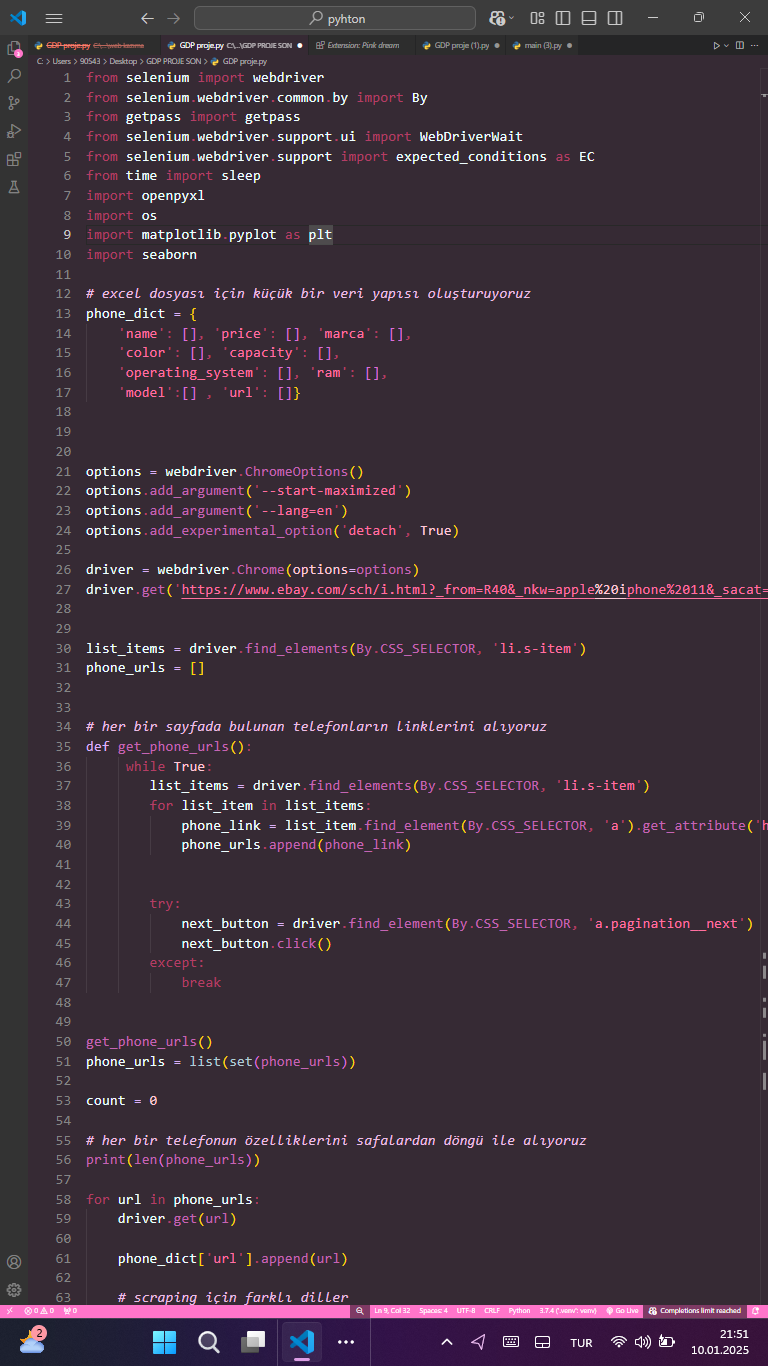 pyhton
GDP proje.py C:\...\web kazıma
GDP proje.py C:\...\GDP PROJE SON
Extension: Pink dream
GDP proje (1).py
main (3).py
C: > Users > 90543 > Desktop > GDP PROJE SON > GDP proje.py
1 from selenium import webdriver
2 from selenium.webdriver.common.by import By
3 from getpass import getpass
4 from selenium.webdriver.support.ui import WebDriverWait
5 from selenium.webdriver.support import expected_conditions as EC
6 from time import sleep
7 import openpyxl
8 import os
9 import matplotlib.pyplot as plt
10 import seaborn
11
12 # excel dosyası için küçük bir veri yapısı oluşturuyoruz
13 phone_dict = {
14 'name': [], 'price': [], 'marca': [],
15 'color': [], 'capacity': [],
16 'operating_system': [], 'ram': [],
17 'model':[] , 'url': []}
18
19
20
21 options = webdriver.ChromeOptions()
22 options.add_argument('--start-maximized')
23 options.add_argument('--lang=en')
24 options.add_experimental_option('detach', True)
25
26 driver = webdriver.Chrome(options=options)
27 driver.get('https://www.ebay.com/sch/i.html?_from=R40&_nkw=apple%20iphone%2011&_sacat=
28
29
30 list_items = driver.find_elements(By.CSS_SELECTOR, 'li.s-item')
31 phone_urls = []
32
33
34 # her bir sayfada bulunan telefonların linklerini alıyoruz
35 def get_phone_urls():
36 while True:
37 list_items = driver.find_elements(By.CSS_SELECTOR, 'li.s-item')
38 for list_item in list_items:
39 phone_link = list_item.find_element(By.CSS_SELECTOR, 'a').get_attribute('h
40 phone_urls.append(phone_link)
41
42
43 try:
44 next_button = driver.find_element(By.CSS_SELECTOR, 'a.pagination__next')
45 next_button.click()
46 except:
47 break
48
49
50 get_phone_urls()
51 phone_urls = list(set(phone_urls))
52
53 count = 0
54
55 # her bir telefonun özelliklerini safalardan döngü ile alıyoruz
56 print(len(phone_urls))
57
58 for url in phone_urls:
59 driver.get(url)
60
61 phone_dict['url'].append(url)
62
63 # scraping için farklı diller
0 0 0 Ln 9, Col 32 Spaces: 4 UTF-8 CRLF Python 3.7.4 ('.venv': venv) Go Live Completions limit reached
2 TUR 21:51
10.01.2025